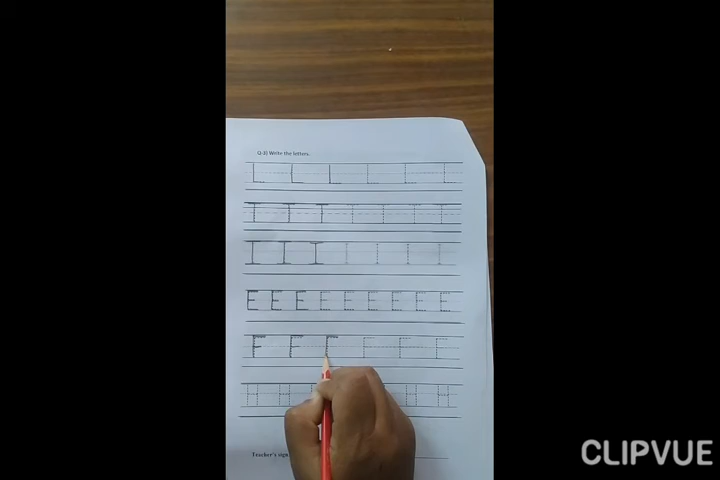 Q-3) Write the letters.
L L L L L L
T T T T T T T
I I I I I I I
E E E E E E E E E
F F F F F F
H H H H H
Teacher's sign
CLIPVUE